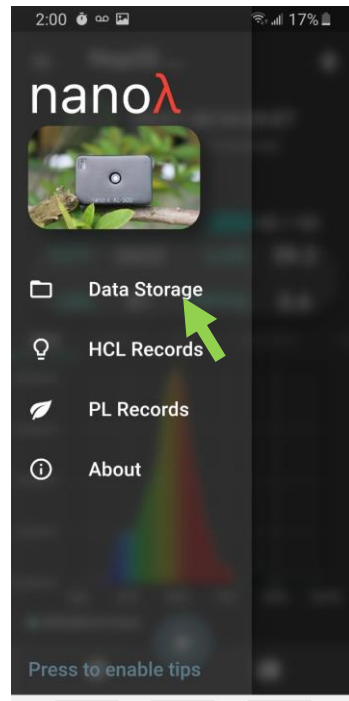 2:00 17%
nanoλ
Data Storage
HCL Records
PL Records
About
Press to enable tips